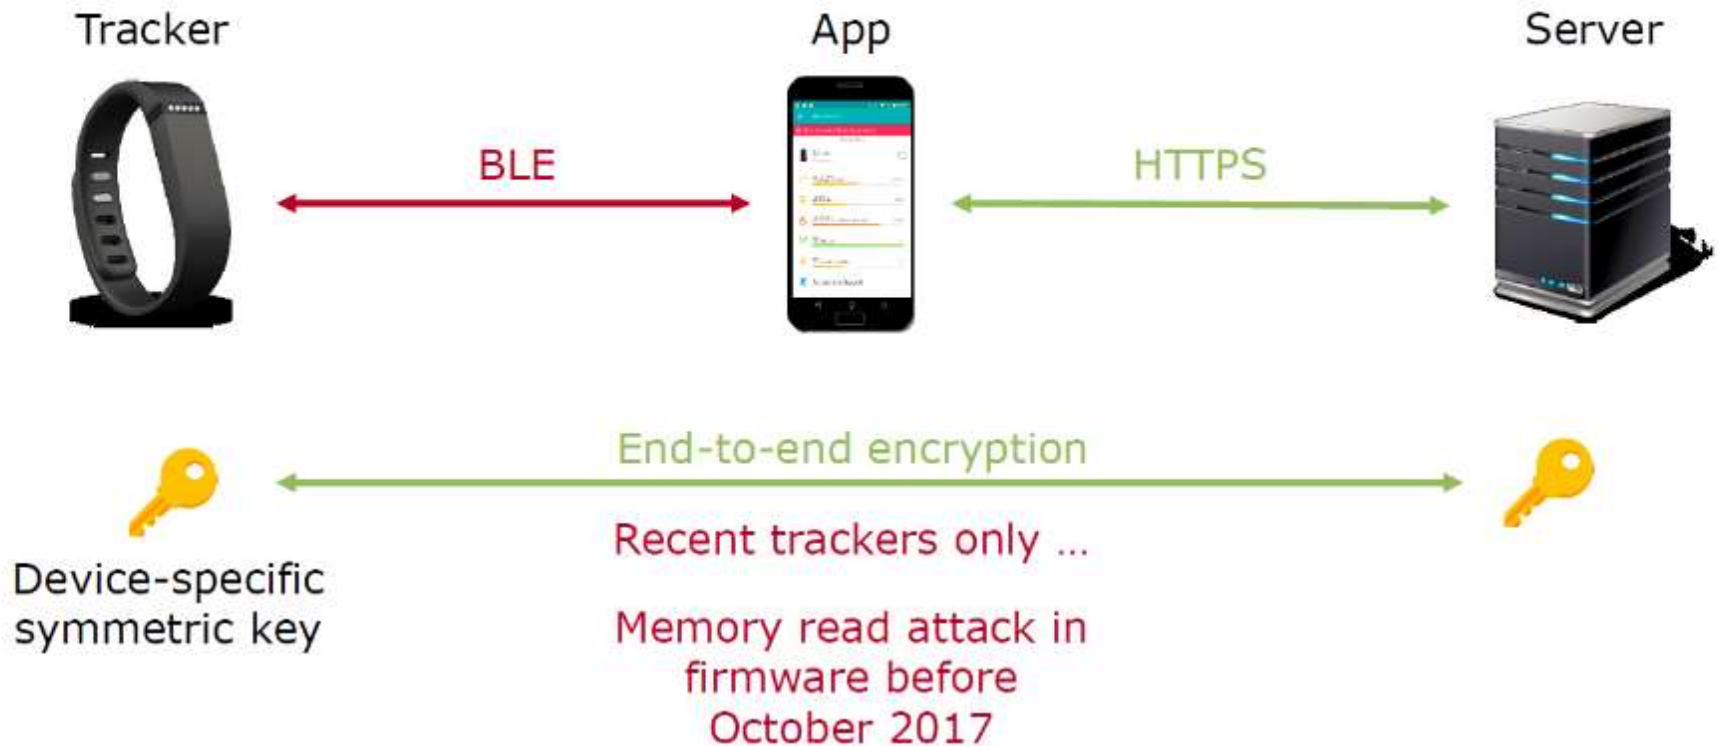 Tracker
App
Server
BLE
HTTPS
End-to-end encryption
Recent trackers only ...
Device-specific
symmetric key
Memory read attack in
firmware before
October 2017